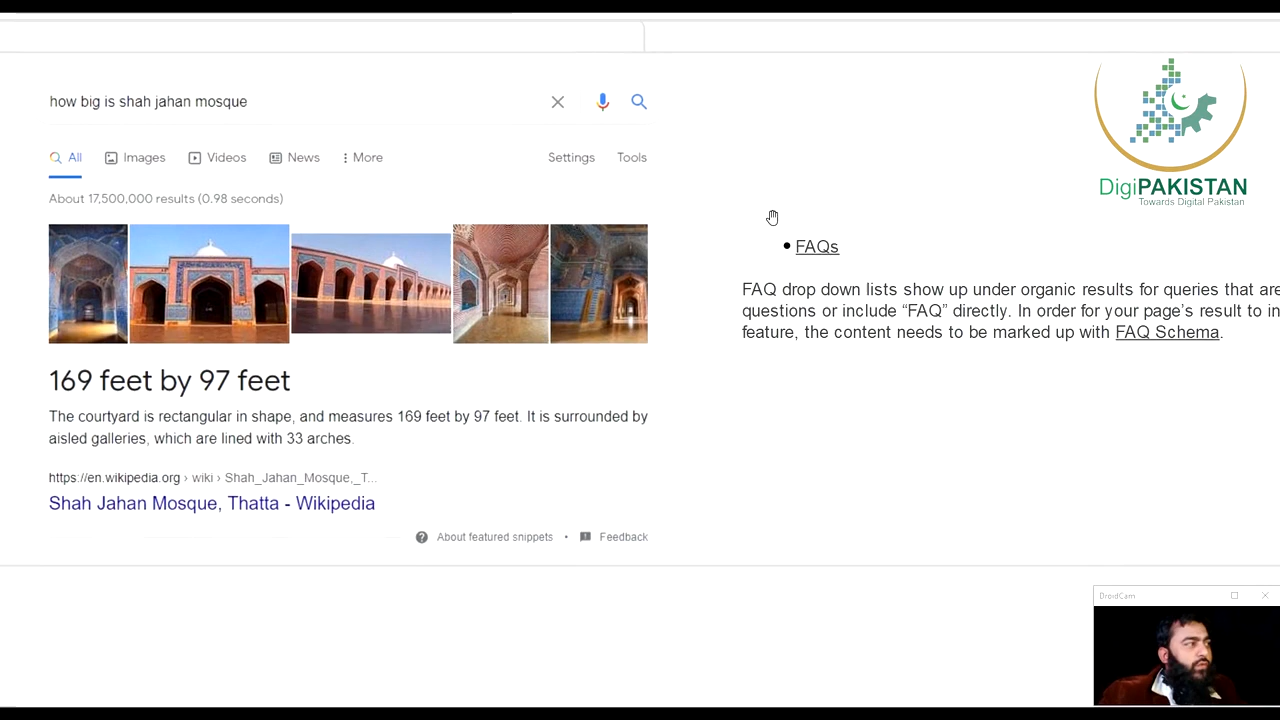 how big is shah jahan mosque
All Images Videos News More Settings Tools
About 17,500,000 results (0.98 seconds)
169 feet by 97 feet
The courtyard is rectangular in shape, and measures 169 feet by 97 feet. It is surrounded by
aisled galleries, which are lined with 33 arches.
https://en.wikipedia.org › wiki › Shah_Jahan_Mosque,_T...
Shah Jahan Mosque, Thatta - Wikipedia
About featured snippets • Feedback
DigiPAKISTAN
Towards Digital Pakistan
• FAQs
FAQ drop down lists show up under organic results for queries that are
questions or include “FAQ” directly. In order for your page’s result to in
feature, the content needs to be marked up with FAQ Schema.
DroidCam